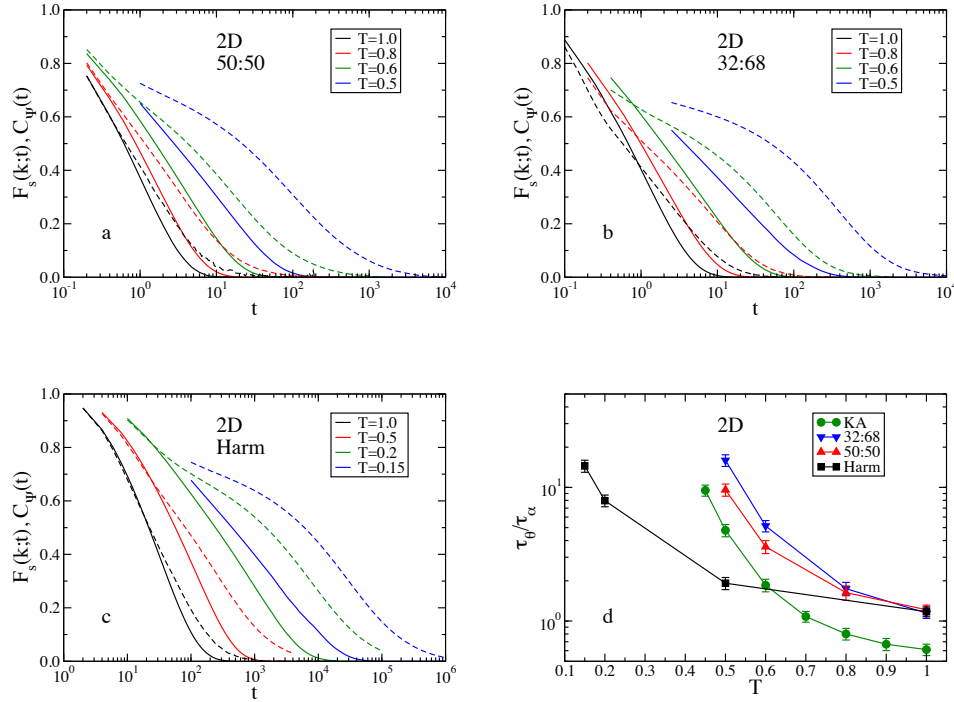 2D
50:50
T=1.0
T=0.8
T=0.6
T=0.5
F_s(k;t), C_Ψ(t)
1.0
0.8
0.6
0.4
0.2
0.0
a
10^-1 10^0 10^1 10^2 10^3 10^4
t
2D
32:68
T=1.0
T=0.8
T=0.6
T=0.5
F_s(k;t), C_Ψ(t)
1.0
0.8
0.6
0.4
0.2
0.0
b
10^-1 10^0 10^1 10^2 10^3 10^4
t
2D
Harm
T=1.0
T=0.5
T=0.2
T=0.15
F_s(k;t), C_Ψ(t)
1.0
0.8
0.6
0.4
0.2
0.0
c
10^0 10^1 10^2 10^3 10^4 10^5 10^6
t
2D
KA
32:68
50:50
Harm
τ_θ/τ_α
10^1
10^0
d
0.1 0.2 0.3 0.4 0.5 0.6 0.7 0.8 0.9 1
T